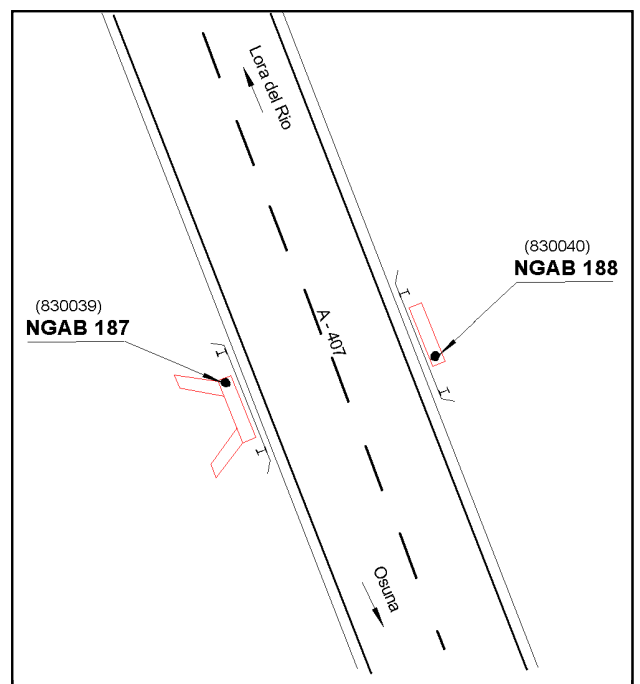 Lora del Rio
(830040)
NGAB 188
(830039)
NGAB 187
A - 407
Osuna